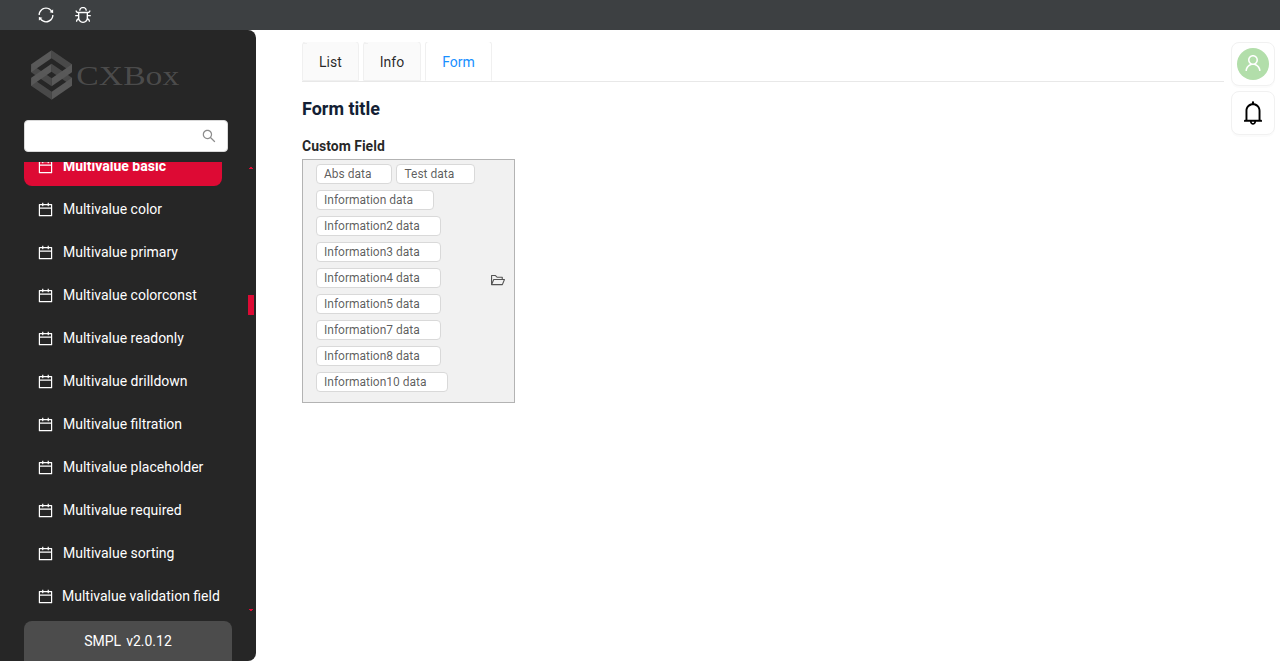 CXBox
Multivalue basic
Multivalue color
Multivalue primary
Multivalue colorconst
Multivalue readonly
Multivalue drilldown
Multivalue filtration
Multivalue placeholder
Multivalue required
Multivalue sorting
Multivalue validation field
SMPL v2.0.12
List Info Form
Form title
Custom Field
Abs data Test data
Information data
Information2 data
Information3 data
Information4 data
Information5 data
Information7 data
Information8 data
Information10 data